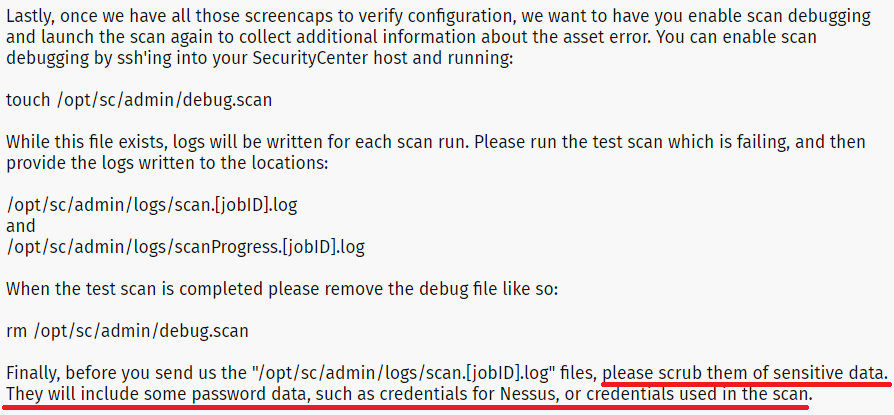 Lastly, once we have all those screencaps to verify configuration, we want to have you enable scan debugging
and launch the scan again to collect additional information about the asset error. You can enable scan
debugging by ssh'ing into your SecurityCenter host and running:
touch /opt/sc/admin/debug.scan
While this file exists, logs will be written for each scan run. Please run the test scan which is failing, and then
provide the logs written to the locations:
/opt/sc/admin/logs/scan.[jobID].log
and
/opt/sc/admin/logs/scanProgress.[jobID].log
When the test scan is completed please remove the debug file like so:
rm /opt/sc/admin/debug.scan
Finally, before you send us the "/opt/sc/admin/logs/scan.[jobID].log" files, please scrub them of sensitive data.
They will include some password data, such as credentials for Nessus, or credentials used in the scan.